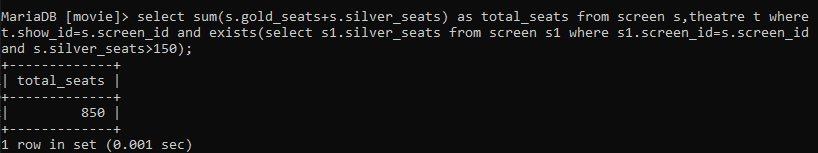 MariaDB [movie]> select sum(s.gold_seats+s.silver_seats) as total_seats from screen s,theatre t where
t.show_id=s.screen_id and exists(select s1.silver_seats from screen s1 where s1.screen_id=s.screen_id
and s.silver_seats>150);
+-------------+
| total_seats |
+-------------+
|         850 |
+-------------+
1 row in set (0.001 sec)